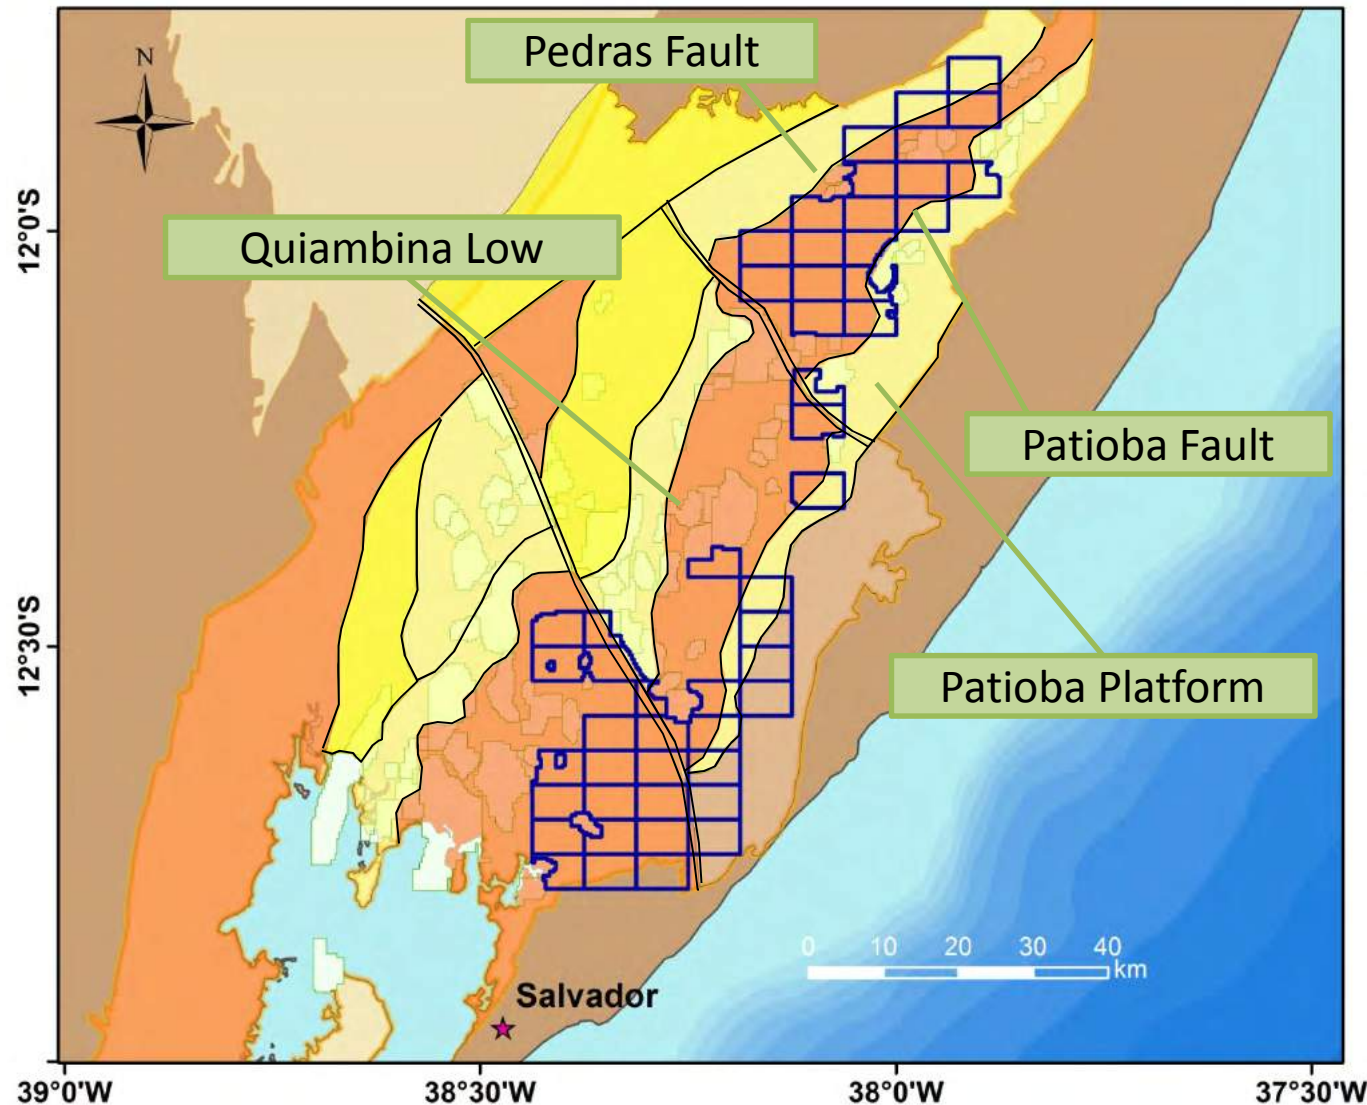 Pedras Fault
N
12°0'S
Quiambina Low
Patioba Fault
12°30'S
Patioba Platform
0 10 20 30 40
km
Salvador
39°0'W 38°30'W 38°0'W 37°30'W